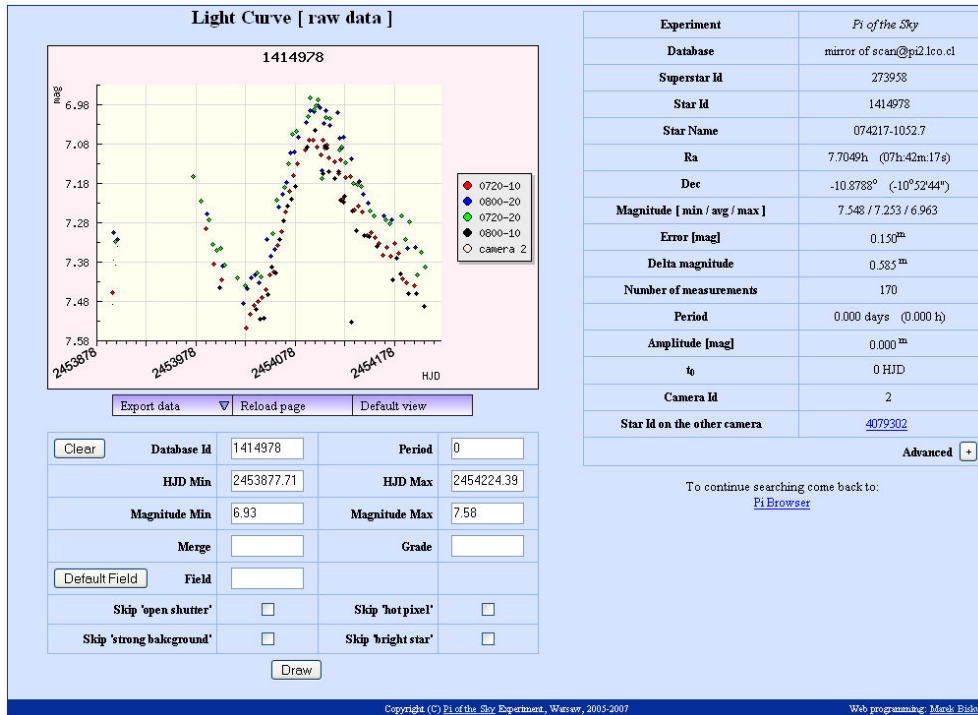 Light Curve [ raw data ]
1414978
mag
6.98
7.08
7.18
7.28
7.38
7.48
7.58
2453878
2453978
2454078
2454178
HJD
0720-10
0800-20
0720-20
0800-10
camera 2
Export data
Reload page
Default view
Clear
Database Id 1414978 Period 0
HJD Min 2453877.71 HJD Max 2454224.39
Magnitude Min 6.93 Magnitude Max 7.58
Merge Grade
Default Field Field
Skip 'open shutter' Skip 'hot pixel'
Skip 'strong bakcground' Skip 'bright star'
Draw
Experiment Pi of the Sky
Database mirror of scan@pi2.lco.cl
Superstar Id 273958
Star Id 1414978
Star Name 074217-1052.7
Ra 7.7049h (07h:42m:17s)
Dec -10.8788° (-10°52'44")
Magnitude [ min / avg / max ] 7.548 / 7.253 / 6.963
Error [mag] 0.150m
Delta magnitude 0.585 m
Number of measurements 170
Period 0.000 days (0.000 h)
Amplitude [mag] 0.000 m
t0 0 HJD
Camera Id 2
Star Id on the other camera 4079302
Advanced +
To continue searching come back to:
Pi Browser
Copyright (C) Pi of the Sky Experiment, Warsaw, 2005-2007
Web programming: Marek